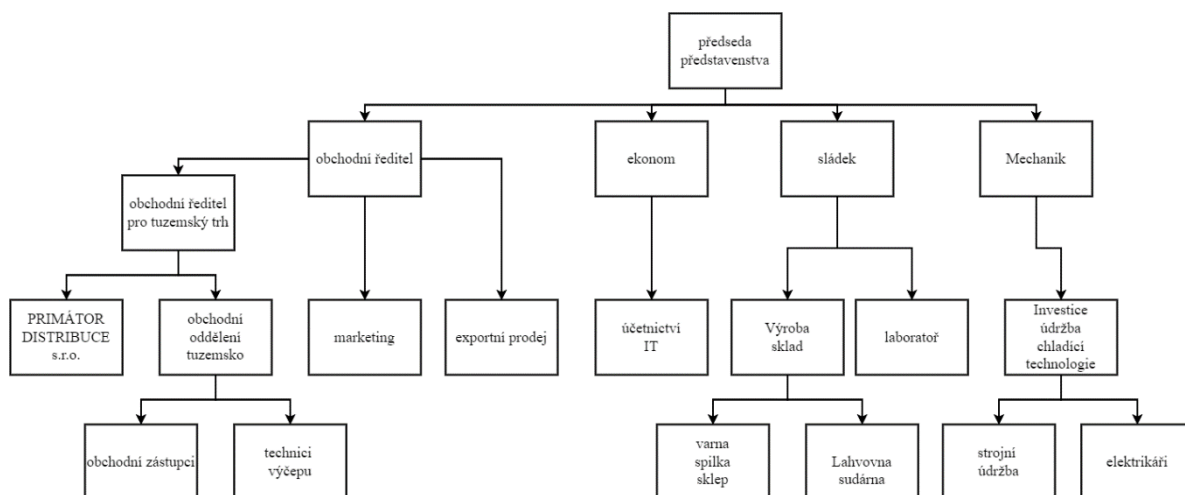 předseda
představenstva
obchodní ředitel
ekonom
sládek
Mechanik
obchodní ředitel
pro tuzemský trh
PRIMÁTOR
DISTRIBUCE
s.r.o.
obchodní
oddělení
tuzemsko
marketing
exportní prodej
účetnictví
IT
Výroba
sklad
laboratoř
Investice
údržba
chladící
technologie
obchodní zástupci
technici
výčepu
varna
spilka
sklep
Lahvovna
sudárna
strojní
údržba
elektrikáři